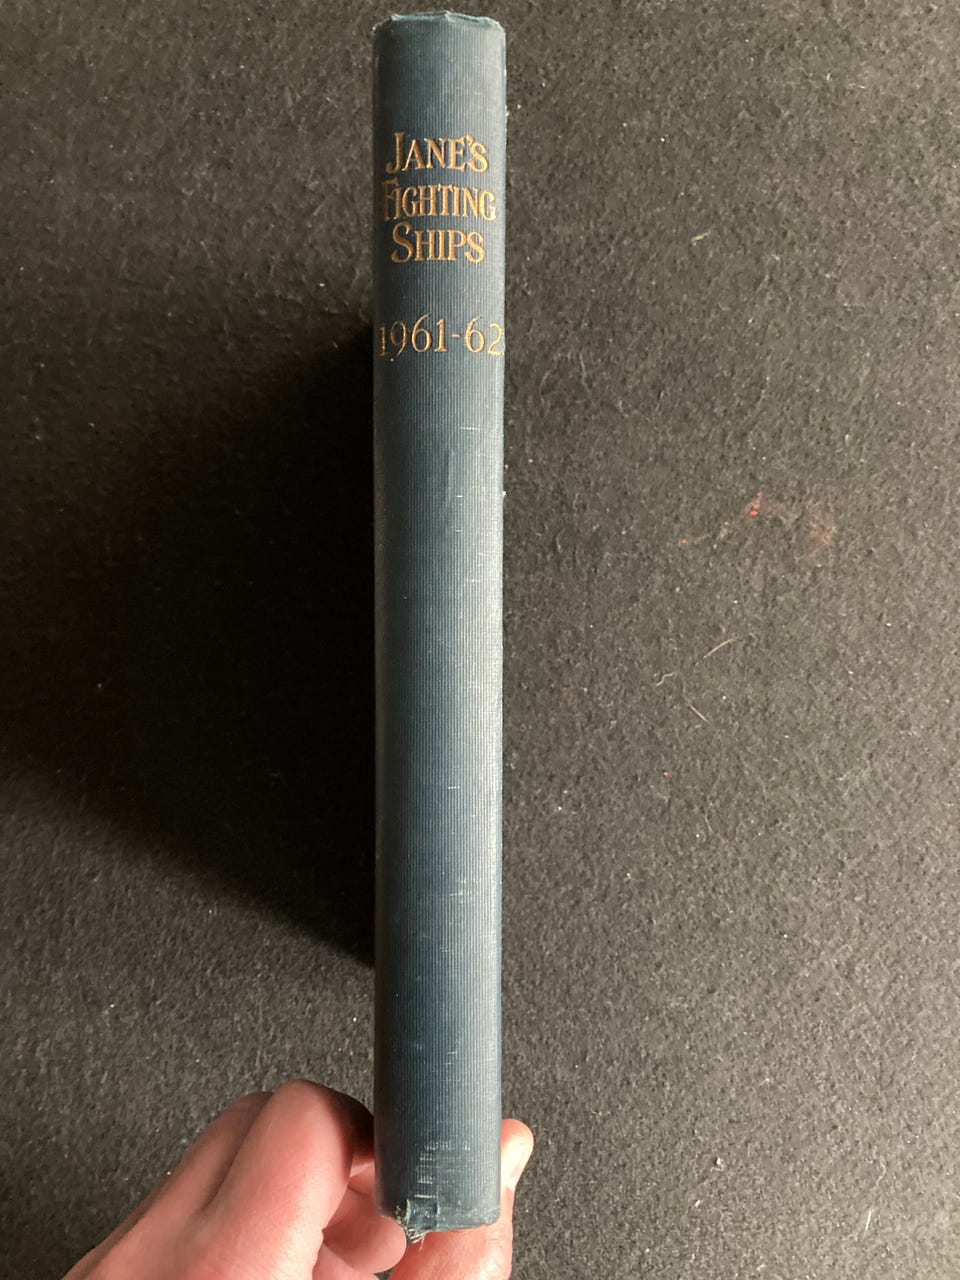 JANE'S
FIGHTING
SHIPS
1961-62